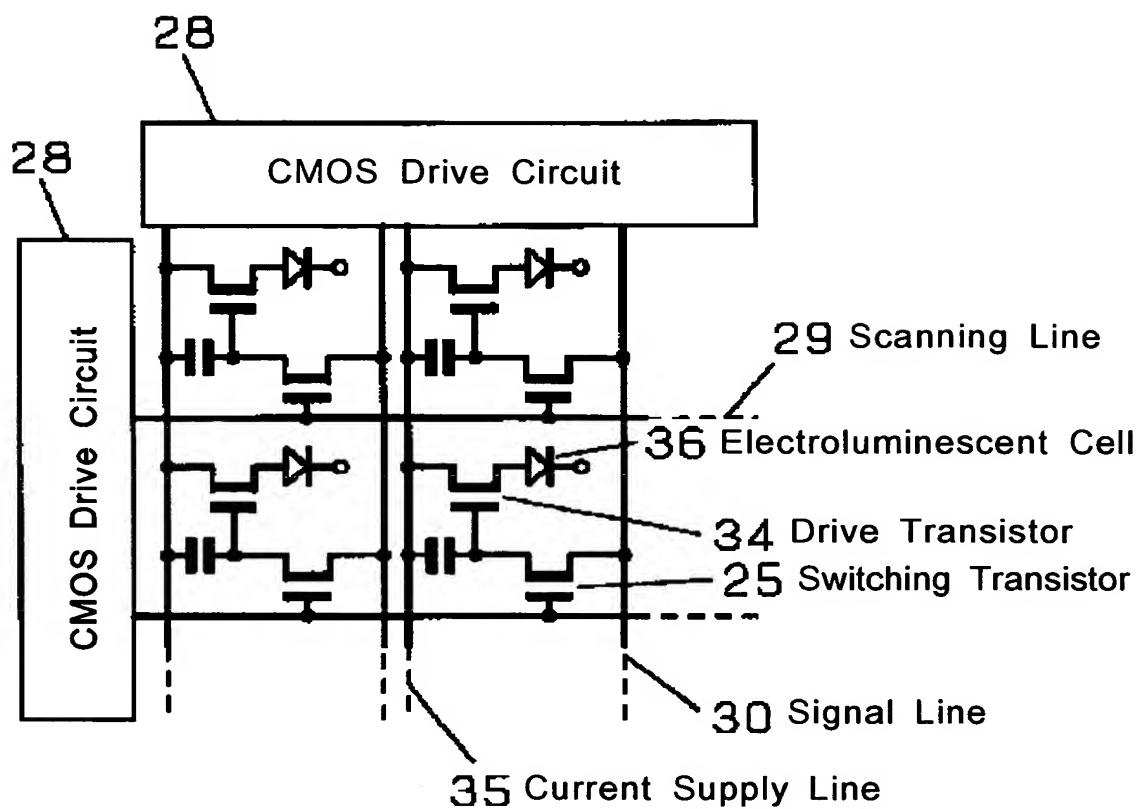 28
CMOS Drive Circuit
28
CMOS Drive Circuit
29 Scanning Line
36 Electroluminescent Cell
34 Drive Transistor
25 Switching Transistor
30 Signal Line
35 Current Supply Line